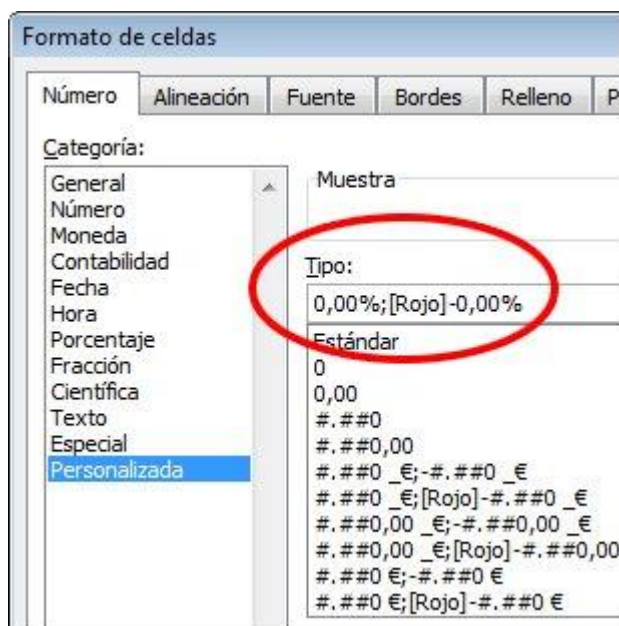 Formato de celdas
Número
Alineación
Fuente
Bordes
Relleno
P
Categoría:
General
Número
Moneda
Contabilidad
Fecha
Hora
Porcentaje
Fracción
Científica
Texto
Especial
Personalizada
Muestra
Tipo:
0,00%;[Rojo]-0,00%
Estándar
0
0,00
#.##0
#.##0,00
#.##0 _€;-#.##0 _€
#.##0 _€;[Rojo]-#.##0 _€
#.##0,00 _€;-#.##0,00 _€
#.##0,00 _€;[Rojo]-#.##0,00
#.##0 €;-#.##0 €
#.##0 €;[Rojo]-#.##0 €